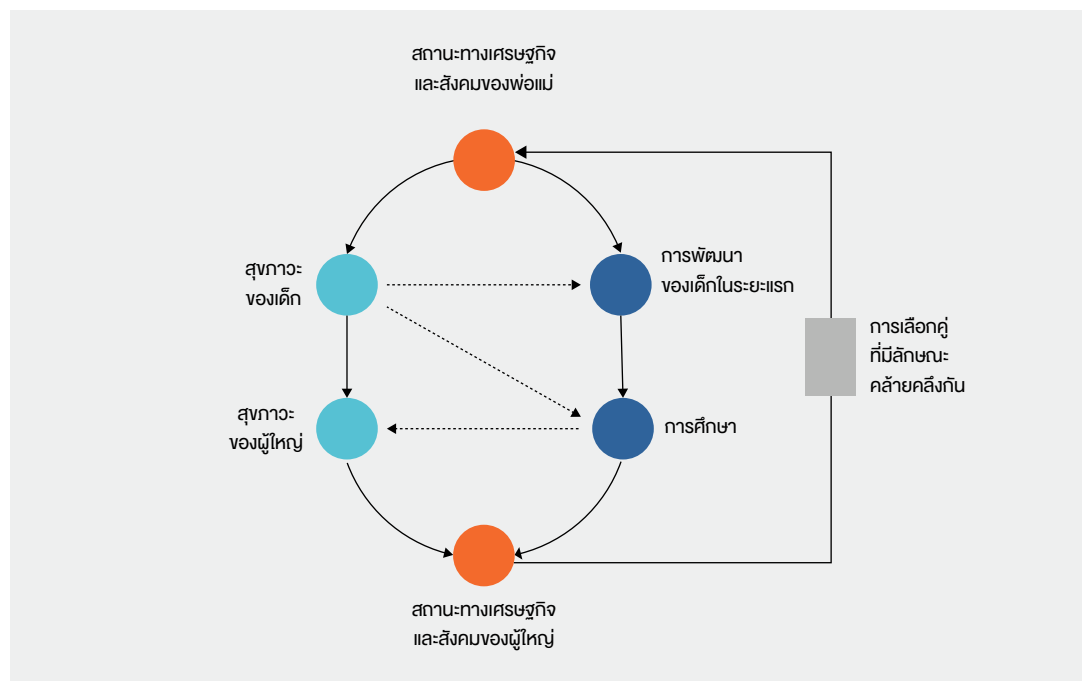 สถานะทางเศรษฐกิจ
และสังคมของพ่อแม่
สุขภาวะ
ของเด็ก
การพัฒนา
ของเด็กในระยะแรก
การเลือกคู่
ที่มีลักษณะ
คล้ายคลึงกัน
สุขภาวะ
ของผู้ใหญ่
การศึกษา
สถานะทางเศรษฐกิจ
และสังคมของผู้ใหญ่